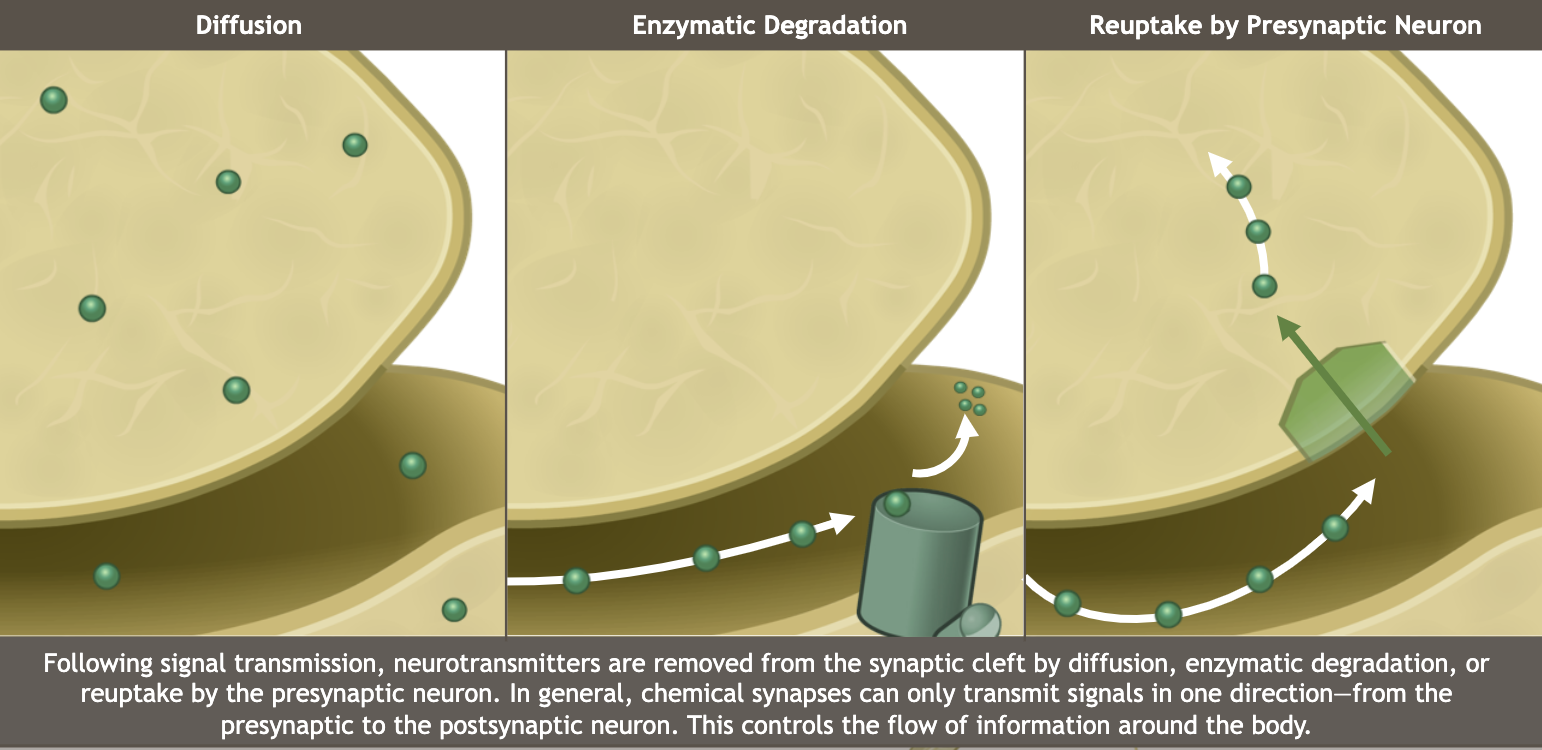 Diffusion
Enzymatic Degradation
Reuptake by Presynaptic Neuron
Following signal transmission, neurotransmitters are removed from the synaptic cleft by diffusion, enzymatic degradation, or
reuptake by the presynaptic neuron. In general, chemical synapses can only transmit signals in one direction—from the
presynaptic to the postsynaptic neuron. This controls the flow of information around the body.